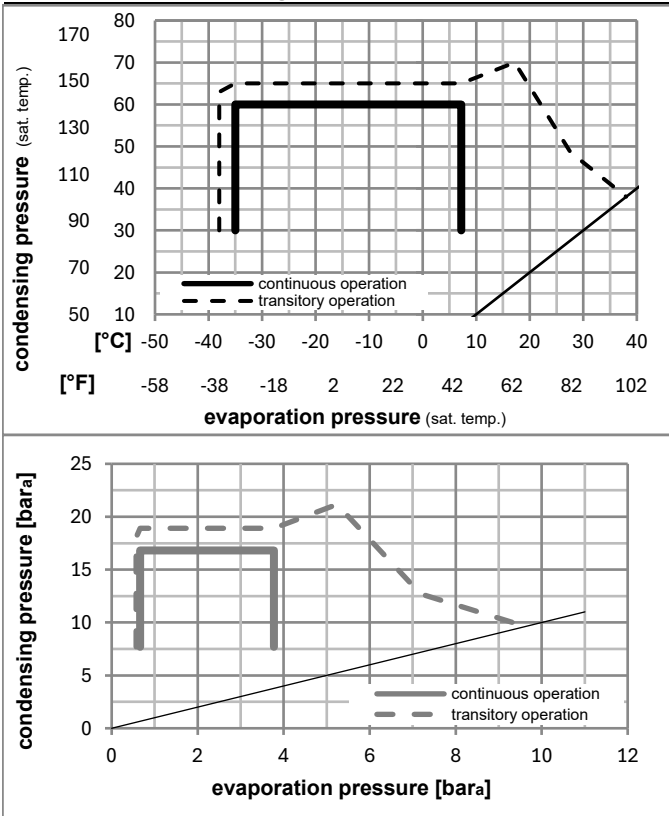 condensing pressure (sat. temp.)
170 80
70
150
60
130
50
110
40
90
30
70
20
50 10
continuous operation
transitory operation
[°C] -50 -40 -30 -20 -10 0 10 20 30 40
[°F] -58 -38 -18 2 22 42 62 82 102
evaporation pressure (sat. temp.)
condensing pressure [bara]
25
20
15
10
5
0
continuous operation
transitory operation
0 2 4 6 8 10 12
evaporation pressure [bara]